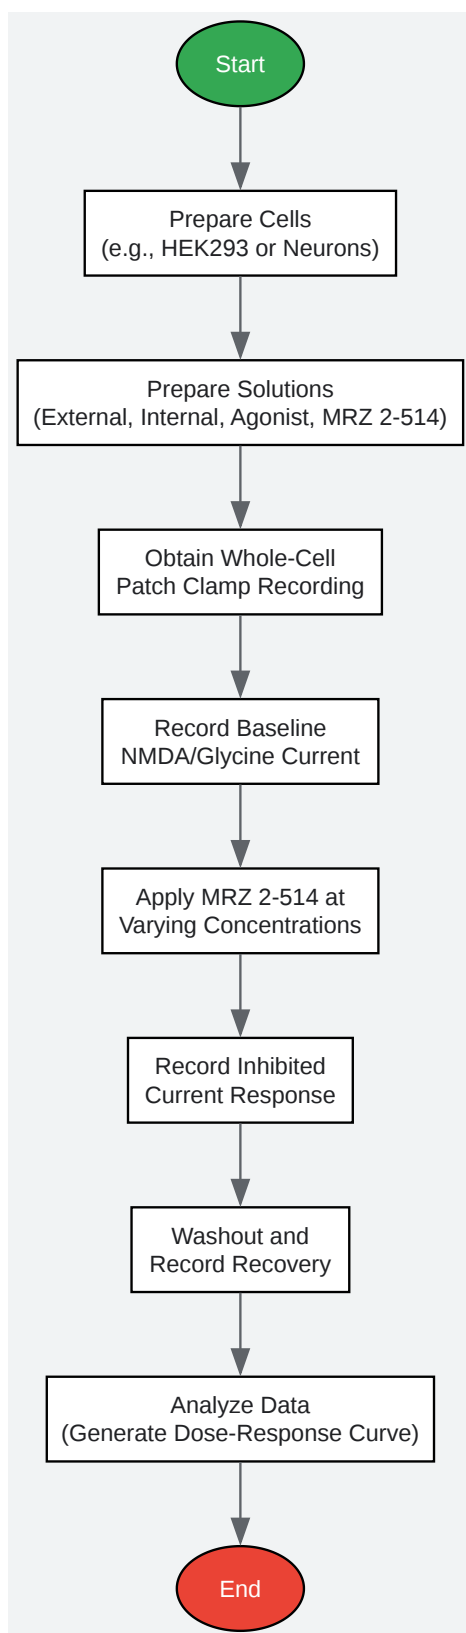 Start
Prepare Cells
(e.g., HEK293 or Neurons)
Prepare Solutions
(External, Internal, Agonist, MRZ 2-514)
Obtain Whole-Cell
Patch Clamp Recording
Record Baseline
NMDA/Glycine Current
Apply MRZ 2-514 at
Varying Concentrations
Record Inhibited
Current Response
Washout and
Record Recovery
Analyze Data
(Generate Dose-Response Curve)
End